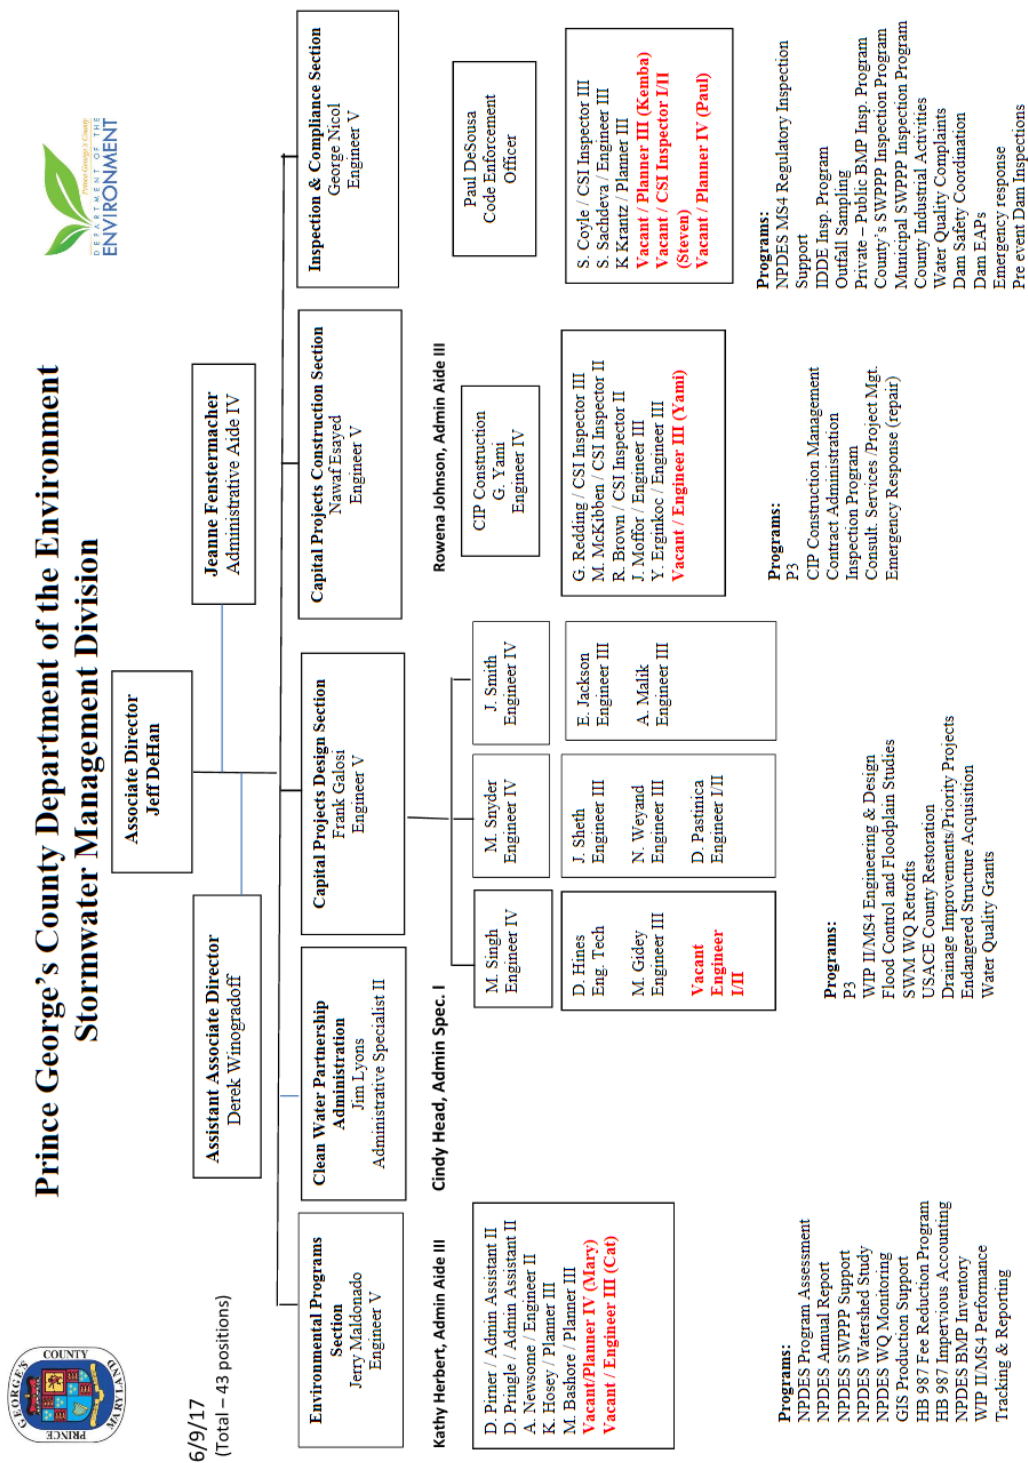 Prince George's County Department of the Environment
Stormwater Management Division
GEORGE'S
COUNTY
PRINCE
MARYLAND
Prince George's County
DEPARTMENT OF THE
ENVIRONMENT
6/9/17
(Total – 43 positions)
Associate Director
Jeff DeHan
Assistant Associate Director
Derek Winogradoff
Jeanne Fenstermacher
Administrative Aide IV
Environmental Programs
Section
Jerry Maldonado
Engineer V
Clean Water Partnership
Administration
Jim Lyons
Administrative Specialist II
Capital Projects Design Section
Frank Galosi
Engineer V
Capital Projects Construction Section
Nawaf Esayed
Engineer V
Inspection & Compliance Section
George Nicol
Engineer V
Kathy Herbert, Admin Aide III
Cindy Head, Admin Spec. I
Rowena Johnson, Admin Aide III
D. Pirner / Admin Assistant II
D. Pringle / Admin Assistant II
A. Newsome / Engineer II
K. Hosey / Planner III
M. Bashore / Planner III
Vacant/Planner IV (Mary)
Vacant / Engineer III (Cat)
M. Singh
Engineer IV
M. Snyder
Engineer IV
J. Smith
Engineer IV
D. Hines
Eng. Tech
M. Gidey
Engineer III
Vacant
Engineer
I/II
J. Sheth
Engineer III
N. Weyand
Engineer III
D. Pastinica
Engineer I/II
E. Jackson
Engineer III
A. Malik
Engineer III
CIP Construction
G. Yami
Engineer IV
G. Redding / CSI Inspector III
M. McKibben / CSI Inspector II
R. Brown / CSI Inspector II
J. Moffor / Engineer III
Y. Erginkoc / Engineer III
Vacant / Engineer III (Yami)
Paul DeSousa
Code Enforcement
Officer
S. Coyle / CSI Inspector III
S. Sachdeva / Engineer III
K Krantz / Planner III
Vacant / Planner III (Kemba)
Vacant / CSI Inspector I/II
(Steven)
Vacant / Planner IV (Paul)
Programs:
NPDES Program Assessment
NPDES Annual Report
NPDES SWPPP Support
NPDES Watershed Study
NPDES WQ Monitoring
GIS Production Support
HB 987 Fee Reduction Program
HB 987 Impervious Accounting
NPDES BMP Inventory
WIP II/MS4 Performance
Tracking & Reporting
Programs:
P3
WIP II/MS4 Engineering & Design
Flood Control and Floodplain Studies
SWM WQ Retrofits
USACE County Restoration
Drainage Improvements/Priority Projects
Endangered Structure Acquisition
Water Quality Grants
Programs:
P3
CIP Construction Management
Contract Administration
Inspection Program
Consult. Services /Project Mgt.
Emergency Response (repair)
Programs:
NPDES MS4 Regulatory Inspection
Support
IDDE Insp. Program
Outfall Sampling
Private – Public BMP Insp. Program
County's SWPPP Inspection Program
Municipal SWPPP Inspection Program
County Industrial Activities
Water Quality Complaints
Dam Safety Coordination
Dam EAPs
Emergency response
Pre event Dam Inspections